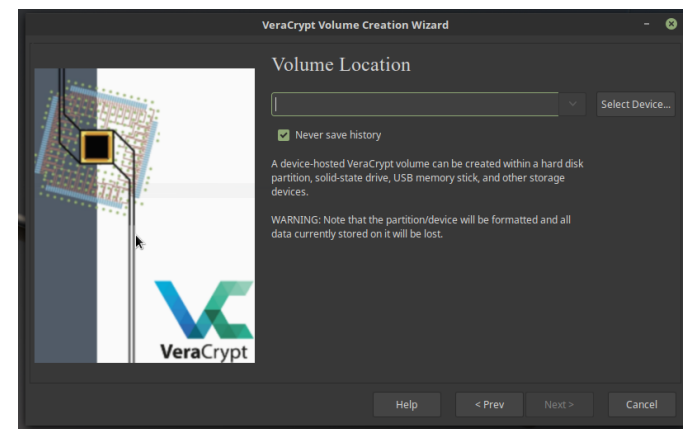 VeraCrypt Volume Creation Wizard
Volume Location
Select Device...
Never save history
A device-hosted VeraCrypt volume can be created within a hard disk
partition, solid-state drive, USB memory stick, and other storage
devices.
WARNING: Note that the partition/device will be formatted and all
data currently stored on it will be lost.
VeraCrypt
Help
< Prev
Next >
Cancel